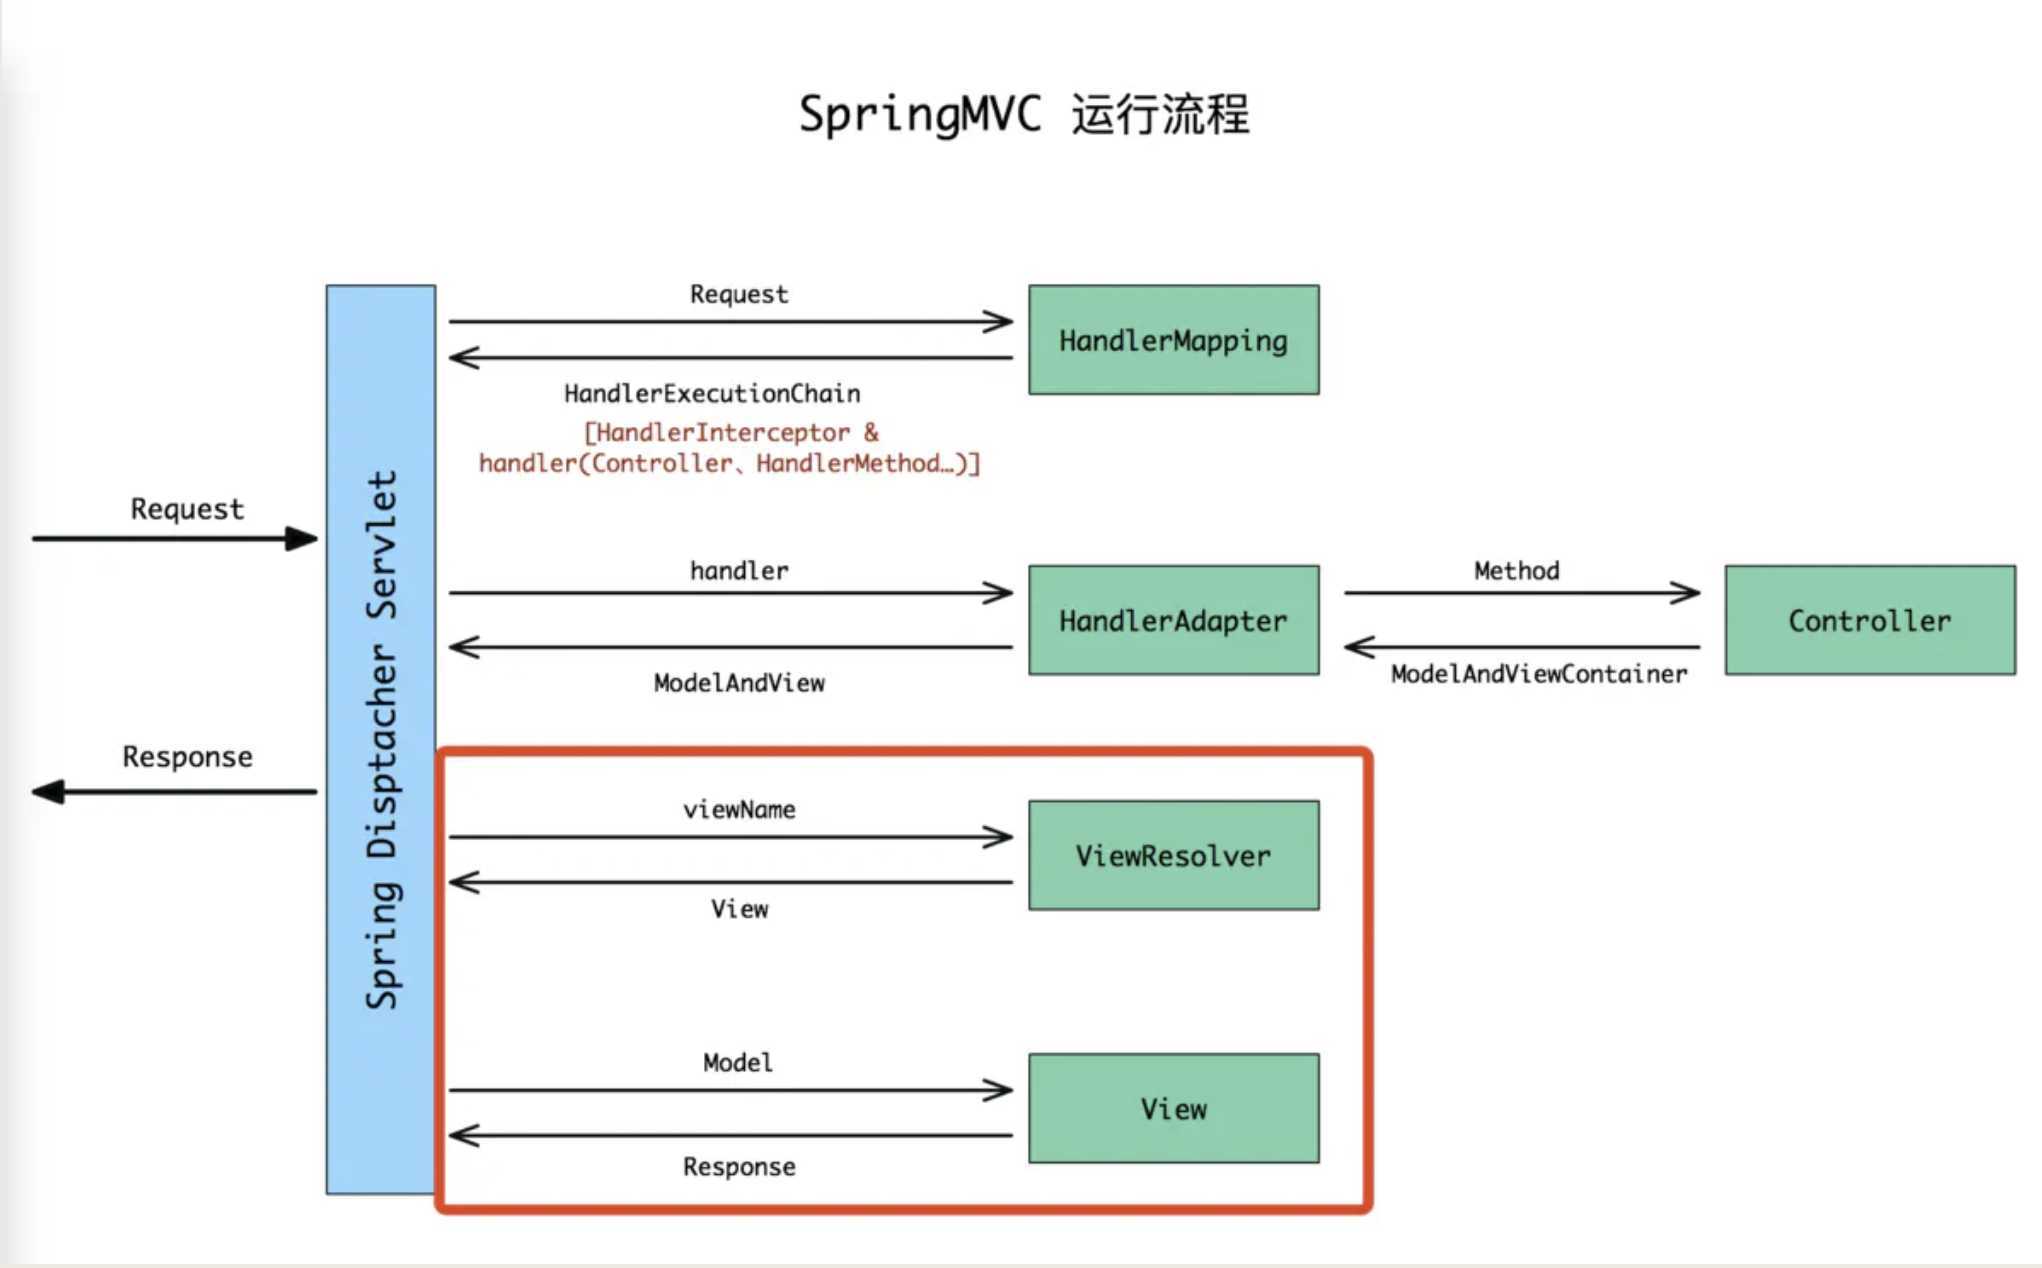 SpringMVC 运行流程
Request
HandlerMapping
HandlerExecutionChain
[HandlerInterceptor &
handler(Controller、HandlerMethod…)]
Request
Response
Spring Disptacher Servlet
handler
HandlerAdapter
ModelAndView
Method
Controller
ModelAndViewContainer
viewName
ViewResolver
View
Model
View
Response